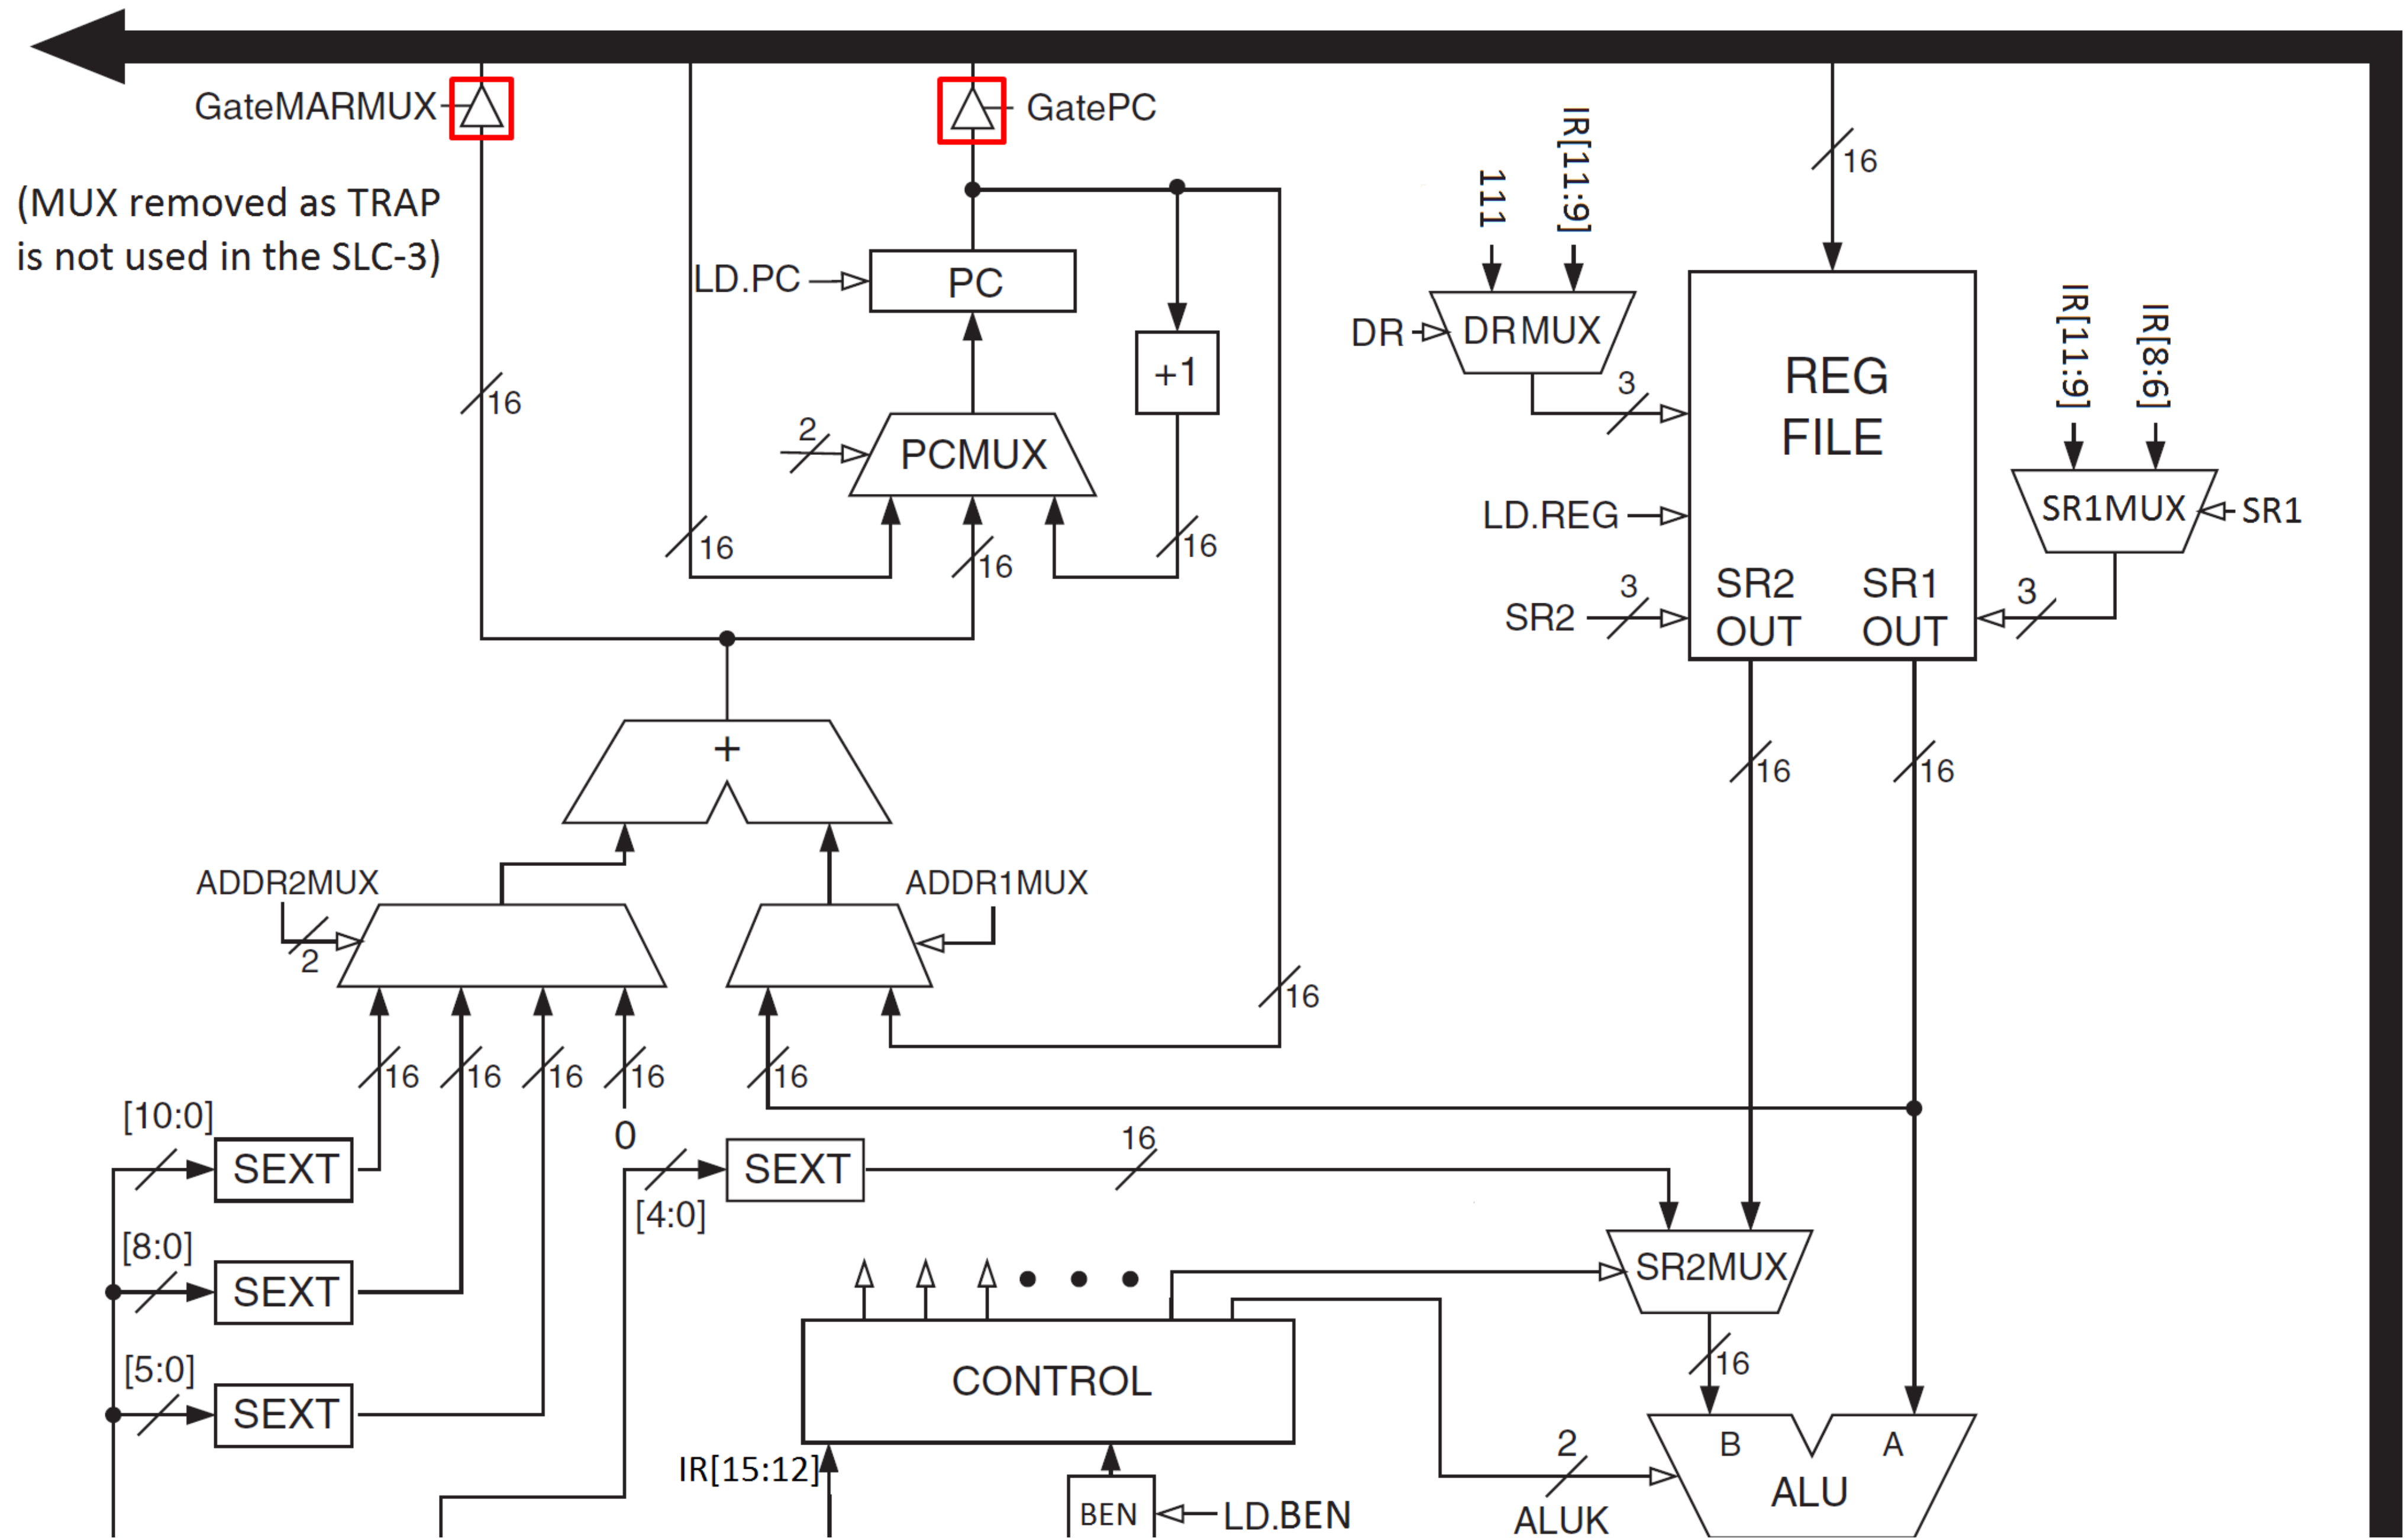 GateMARMUX
GatePC
(MUX removed as TRAP
is not used in the SLC-3)
111
IR[11:9]
16
LD.PC
PC
DR
DRMUX
IR[11:9]
IR[8:6]
16
+1
3
REG
FILE
2
PCMUX
SR1MUX
SR1
LD.REG
16
16
16
SR2
OUT
SR1
OUT
SR2
3
3
+
16
16
ADDR2MUX
ADDR1MUX
2
16
16
16
16
16
16
[10:0]
0
16
SEXT
SEXT
[4:0]
[8:0]
SEXT
SR2MUX
[5:0]
SEXT
CONTROL
16
IR[15:12]
2
B
A
ALU
BEN
LD.BEN
ALUK